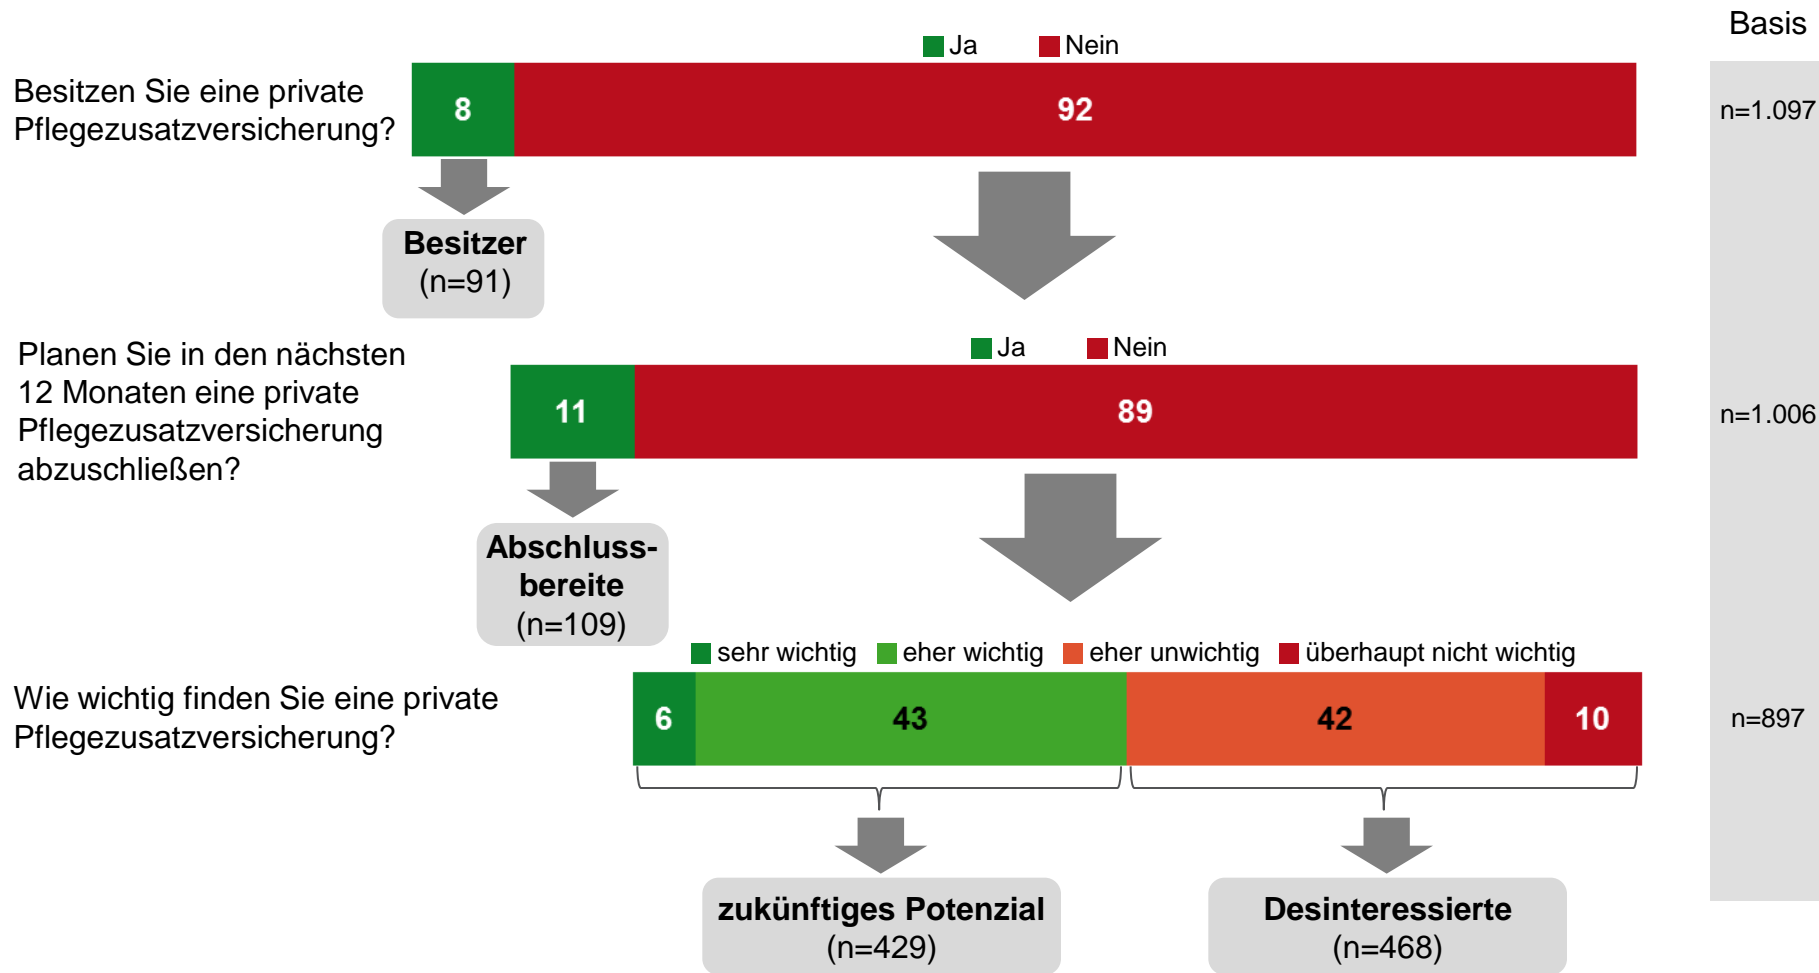 Basis
Ja Nein
Besitzen Sie eine private
Pflegezusatzversicherung?
8 92
n=1.097
Besitzer
(n=91)
Ja Nein
Planen Sie in den nächsten
12 Monaten eine private
Pflegezusatzversicherung
abzuschließen?
11 89
n=1.006
Abschluss-
bereite
(n=109)
sehr wichtig eher wichtig eher unwichtig überhaupt nicht wichtig
Wie wichtig finden Sie eine private
Pflegezusatzversicherung?
6 43 42 10
n=897
zukünftiges Potenzial
(n=429)
Desinteressierte
(n=468)